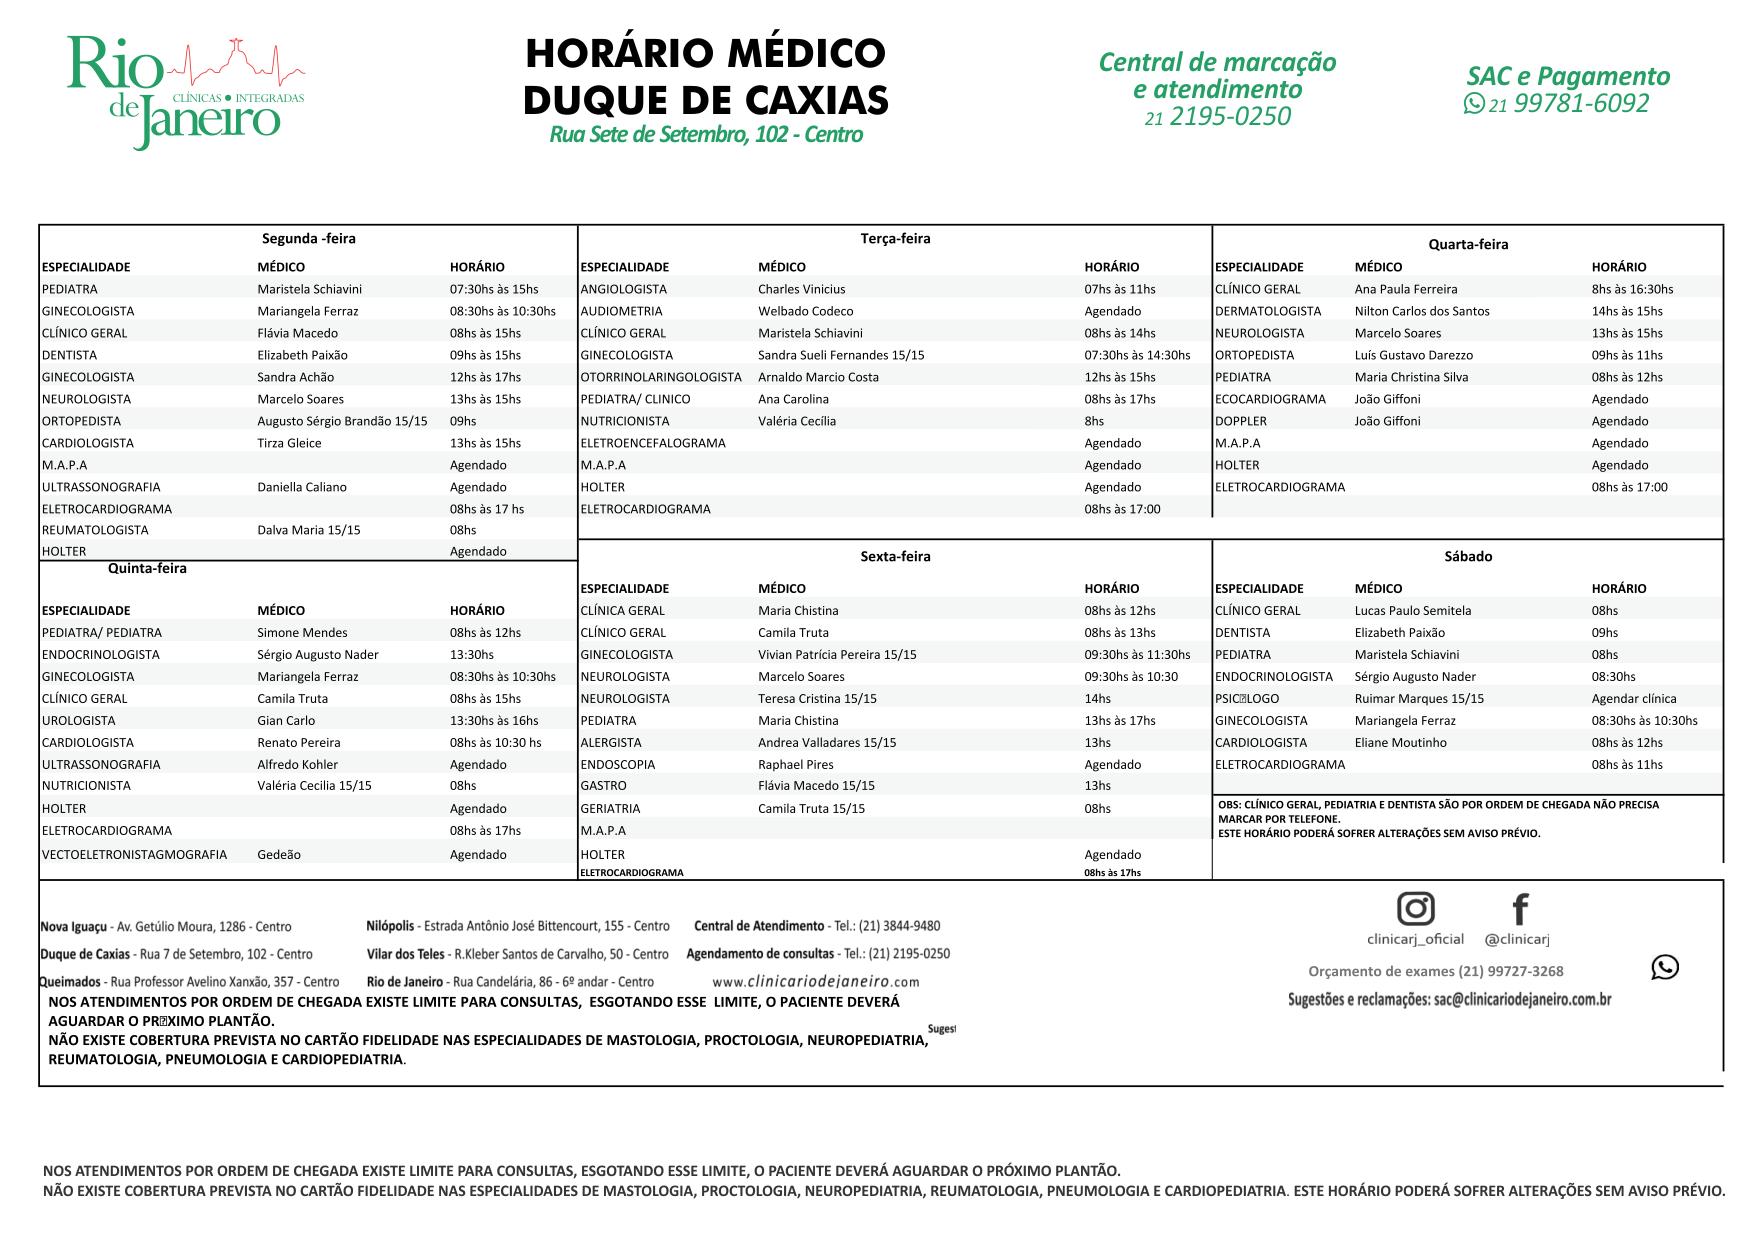 Rio
de Janeiro
CLÍNICAS ● INTEGRADAS
HORÁRIO MÉDICO
DUQUE DE CAXIAS
Rua Sete de Setembro, 102 - Centro
Central de marcação
e atendimento
21 2195-0250
SAC e Pagamento
21 99781-6092
Segunda -feira
ESPECIALIDADE MÉDICO HORÁRIO
PEDIATRA Maristela Schiavini 07:30hs às 15hs
GINECOLOGISTA Mariangela Ferraz 08:30hs às 10:30hs
CLÍNICO GERAL Flávia Macedo 08hs às 15hs
DENTISTA Elizabeth Paixão 09hs às 15hs
GINECOLOGISTA Sandra Achão 12hs às 17hs
NEUROLOGISTA Marcelo Soares 13hs às 15hs
ORTOPEDISTA Augusto Sérgio Brandão 15/15 09hs
CARDIOLOGISTA Tirza Gleice 13hs às 15hs
M.A.P.A Agendado
ULTRASSONOGRAFIA Daniella Caliano Agendado
ELETROCARDIOGRAMA 08hs às 17 hs
REUMATOLOGISTA Dalva Maria 15/15 08hs
HOLTER Agendado
Terça-feira
ESPECIALIDADE MÉDICO HORÁRIO
ANGIOLOGISTA Charles Vinicius 07hs às 11hs
AUDIOMETRIA Welbado Codeco Agendado
CLÍNICO GERAL Maristela Schiavini 08hs às 14hs
GINECOLOGISTA Sandra Sueli Fernandes 15/15 07:30hs às 14:30hs
OTORRINOLARINGOLOGISTA Arnaldo Marcio Costa 12hs às 15hs
PEDIATRA/ CLINICO Ana Carolina 08hs às 17hs
NUTRICIONISTA Valéria Cecília 8hs
ELETROENCEFALOGRAMA Agendado
M.A.P.A Agendado
HOLTER Agendado
ELETROCARDIOGRAMA 08hs às 17:00
Quarta-feira
ESPECIALIDADE MÉDICO HORÁRIO
CLÍNICO GERAL Ana Paula Ferreira 8hs às 16:30hs
DERMATOLOGISTA Nilton Carlos dos Santos 14hs às 15hs
NEUROLOGISTA Marcelo Soares 13hs às 15hs
ORTOPEDISTA Luís Gustavo Darezzo 09hs às 11hs
PEDIATRA Maria Christina Silva 08hs às 12hs
ECOCARDIOGRAMA João Giffoni Agendado
DOPPLER João Giffoni Agendado
M.A.P.A Agendado
HOLTER Agendado
ELETROCARDIOGRAMA 08hs às 17:00
Quinta-feira
ESPECIALIDADE MÉDICO HORÁRIO
PEDIATRA/ PEDIATRA Simone Mendes 08hs às 12hs
ENDOCRINOLOGISTA Sérgio Augusto Nader 13:30hs
GINECOLOGISTA Mariangela Ferraz 08:30hs às 10:30hs
CLÍNICO GERAL Camila Truta 08hs às 15hs
UROLOGISTA Gian Carlo 13:30hs às 16hs
CARDIOLOGISTA Renato Pereira 08hs às 10:30 hs
ULTRASSONOGRAFIA Alfredo Kohler Agendado
NUTRICIONISTA Valéria Cecilia 15/15 08hs
HOLTER Agendado
ELETROCARDIOGRAMA 08hs às 17hs
VECTOELETRONISTAGMOGRAFIA Gedeão Agendado
Sexta-feira
ESPECIALIDADE MÉDICO HORÁRIO
CLÍNICA GERAL Maria Chistina 08hs às 12hs
CLÍNICO GERAL Camila Truta 08hs às 13hs
GINECOLOGISTA Vivian Patrícia Pereira 15/15 09:30hs às 11:30hs
NEUROLOGISTA Marcelo Soares 09:30hs às 10:30
NEUROLOGISTA Teresa Cristina 15/15 14hs
PEDIATRA Maria Chistina 13hs às 17hs
ALERGISTA Andrea Valladares 15/15 13hs
ENDOSCOPIA Raphael Pires Agendado
GASTRO Flávia Macedo 15/15 13hs
GERIATRIA Camila Truta 15/15 08hs
M.A.P.A
HOLTER Agendado
ELETROCARDIOGRAMA 08hs às 17hs
Sábado
ESPECIALIDADE MÉDICO HORÁRIO
CLÍNICO GERAL Lucas Paulo Semitela 08hs
DENTISTA Elizabeth Paixão 09hs
PEDIATRA Maristela Schiavini 08hs
ENDOCRINOLOGISTA Sérgio Augusto Nader 08:30hs
PSIC⍰LOGO Ruimar Marques 15/15 Agendar clínica
GINECOLOGISTA Mariangela Ferraz 08:30hs às 10:30hs
CARDIOLOGISTA Eliane Moutinho 08hs às 12hs
ELETROCARDIOGRAMA 08hs às 11hs
OBS: CLÍNICO GERAL, PEDIATRIA E DENTISTA SÃO POR ORDEM DE CHEGADA NÃO PRECISA
MARCAR POR TELEFONE.
ESTE HORÁRIO PODERÁ SOFRER ALTERAÇÕES SEM AVISO PRÉVIO.
Nova Iguaçu - Av. Getúlio Moura, 1286 - Centro Nilópolis - Estrada Antônio José Bittencourt, 155 - Centro Central de Atendimento - Tel.: (21) 3844-9480
Duque de Caxias - Rua 7 de Setembro, 102 - Centro Vilar dos Teles - R.Kleber Santos de Carvalho, 50 - Centro Agendamento de consultas - Tel.: (21) 2195-0250
Queimados - Rua Professor Avelino Xanxão, 357 - Centro Rio de Janeiro - Rua Candelária, 86 - 6º andar - Centro www.clinicariodejaneiro.com
clinicarj_oficial @clinicarj
Orçamento de exames (21) 99727-3268
Sugestões e reclamações: sac@clinicariodejaneiro.com.br
NOS ATENDIMENTOS POR ORDEM DE CHEGADA EXISTE LIMITE PARA CONSULTAS, ESGOTANDO ESSE LIMITE, O PACIENTE DEVERÁ
AGUARDAR O PR⍰XIMO PLANTÃO.
Sugest
NÃO EXISTE COBERTURA PREVISTA NO CARTÃO FIDELIDADE NAS ESPECIALIDADES DE MASTOLOGIA, PROCTOLOGIA, NEUROPEDIATRIA,
REUMATOLOGIA, PNEUMOLOGIA E CARDIOPEDIATRIA.
NOS ATENDIMENTOS POR ORDEM DE CHEGADA EXISTE LIMITE PARA CONSULTAS, ESGOTANDO ESSE LIMITE, O PACIENTE DEVERÁ AGUARDAR O PRÓXIMO PLANTÃO.
NÃO EXISTE COBERTURA PREVISTA NO CARTÃO FIDELIDADE NAS ESPECIALIDADES DE MASTOLOGIA, PROCTOLOGIA, NEUROPEDIATRIA, REUMATOLOGIA, PNEUMOLOGIA E CARDIOPEDIATRIA. ESTE HORÁRIO PODERÁ SOFRER ALTERAÇÕES SEM AVISO PRÉVIO.